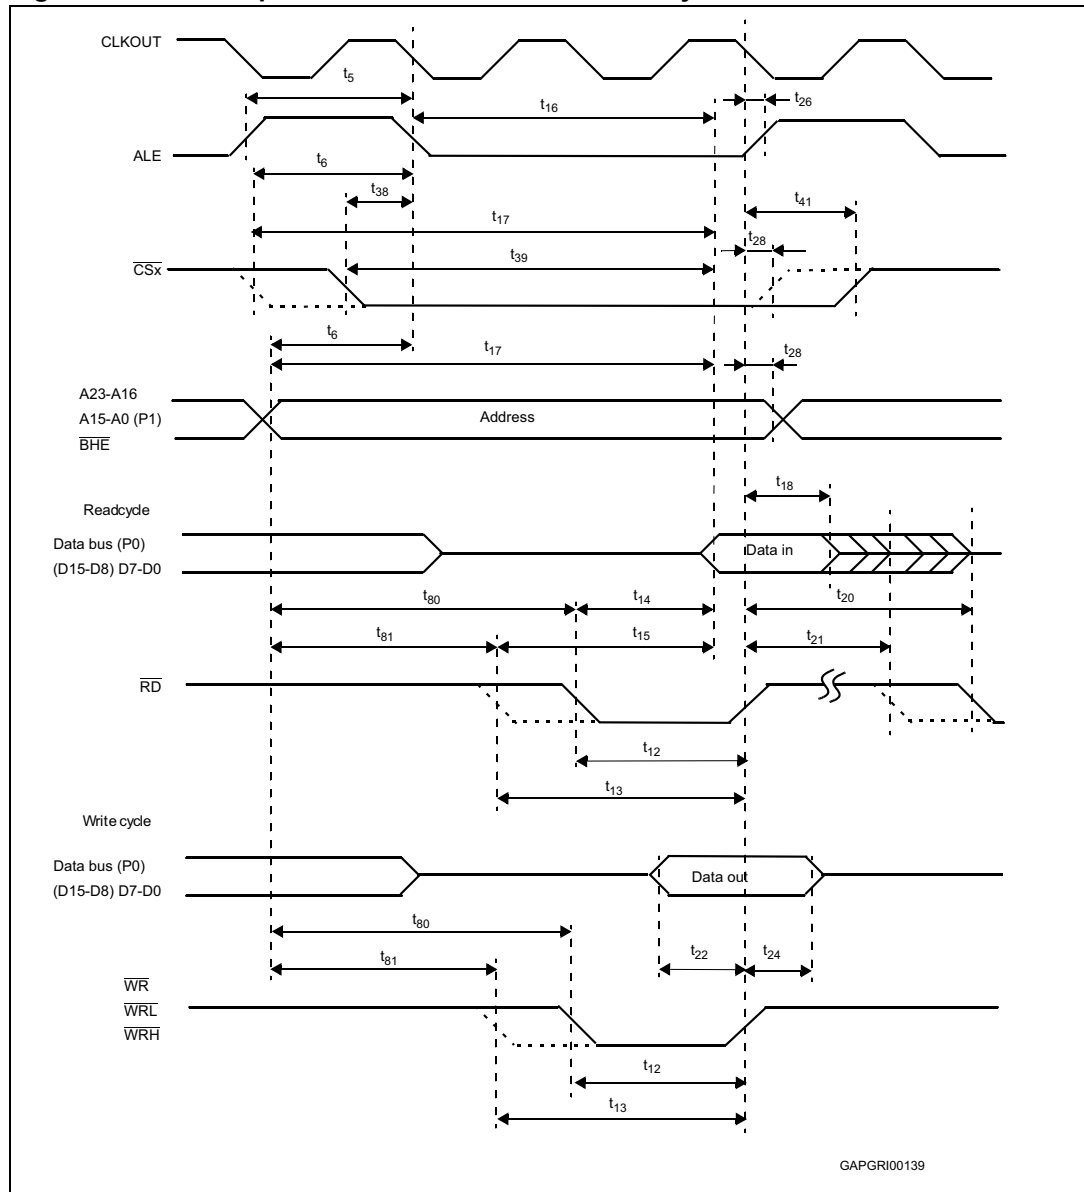 CLKOUT
t5
t16
t26
ALE
t6
t38
t41
t17
t28
CSx
t39
t6
t17
t28
A23-A16
A15-A0 (P1)
Address
BHE
t18
Readcycle
Data bus (P0)
Data in
(D15-D8) D7-D0
t80
t14
t20
t81
t15
t21
RD
t12
t13
Write cycle
Data bus (P0)
Data out
(D15-D8) D7-D0
t80
t22
t24
t81
WR
WRL
WRH
t12
t13
GAPGRI00139